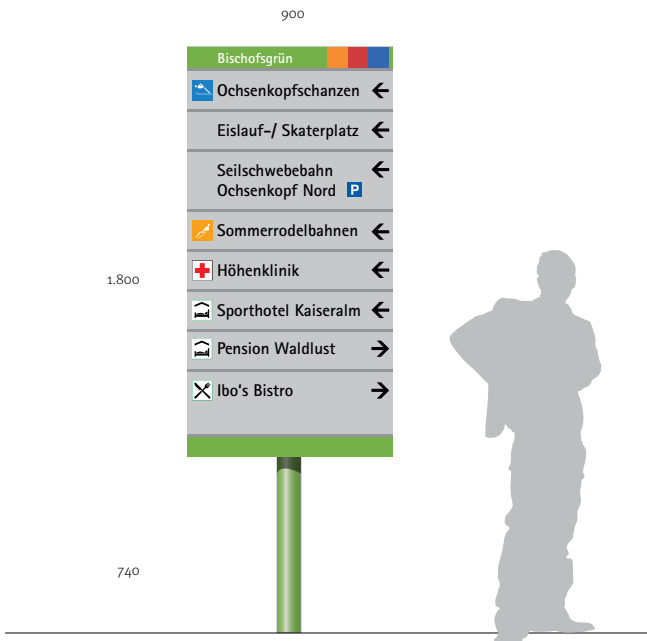 900
Bischofsgrün
Ochsenkopfschanzen
Eislauf-/ Skaterplatz
Seilschwebebahn
Ochsenkopf Nord P
Sommerrodelbahnen
Höhenklinik
1.800
Sporthotel Kaiseralm
Pension Waldlust
Ibo's Bistro
740